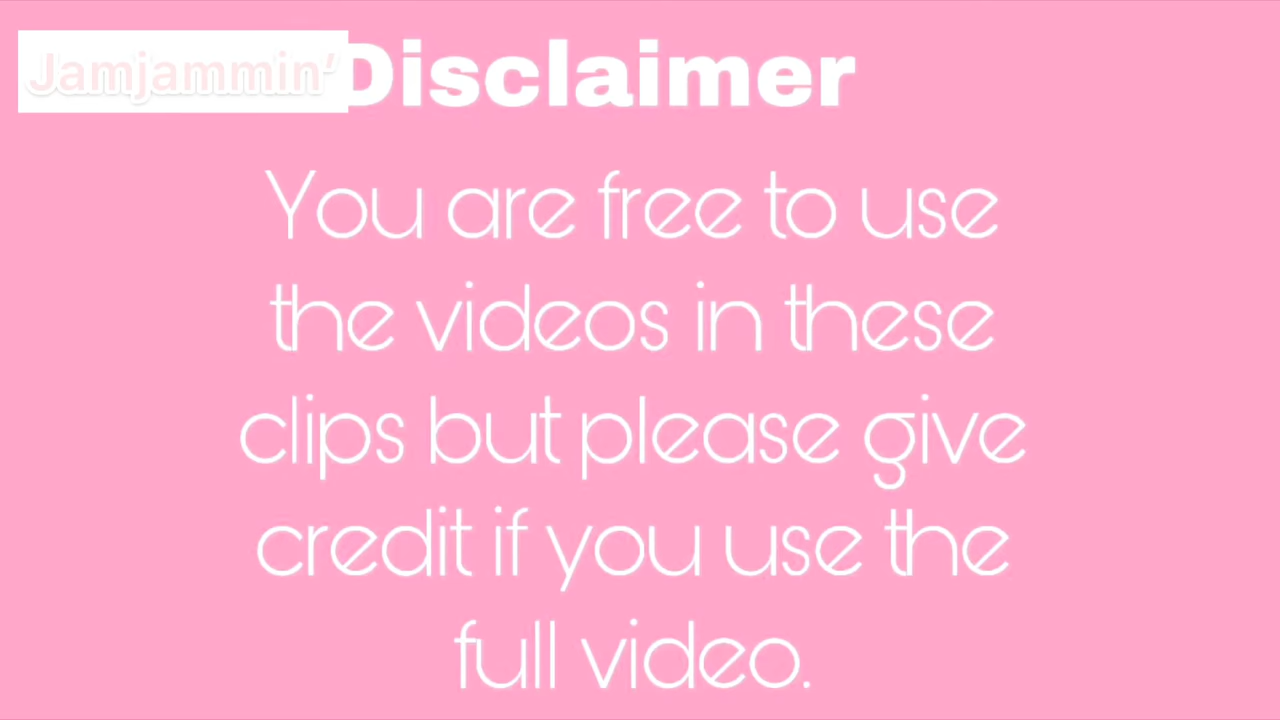 Jamjammin’
Disclaimer
You are free to use
the videos in these
clips but please give
credit if you use the
full video.